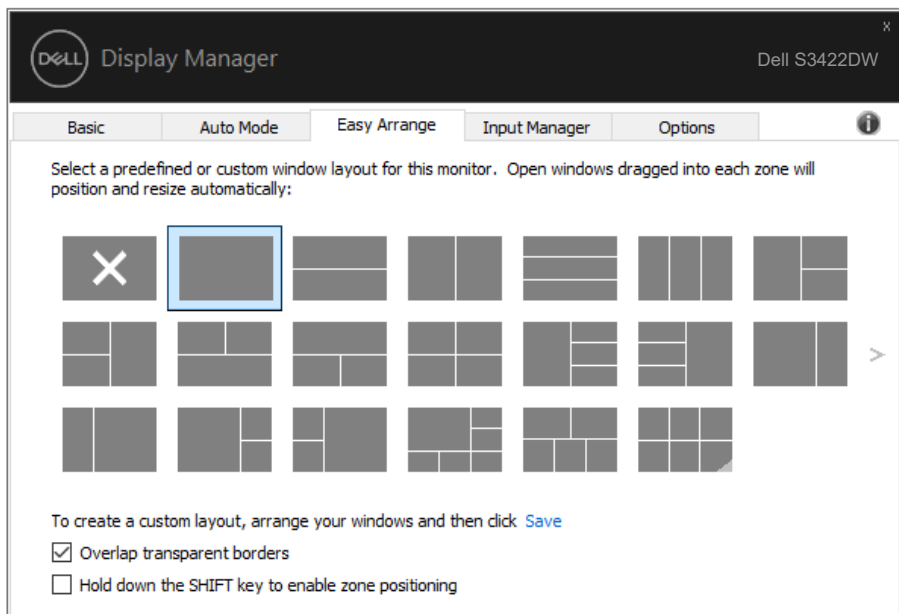 x
DELL Display Manager
Dell S3422DW
Basic Auto Mode Easy Arrange Input Manager Options
Select a predefined or custom window layout for this monitor. Open windows dragged into each zone will
position and resize automatically:
>
To create a custom layout, arrange your windows and then click Save
Overlap transparent borders
Hold down the SHIFT key to enable zone positioning